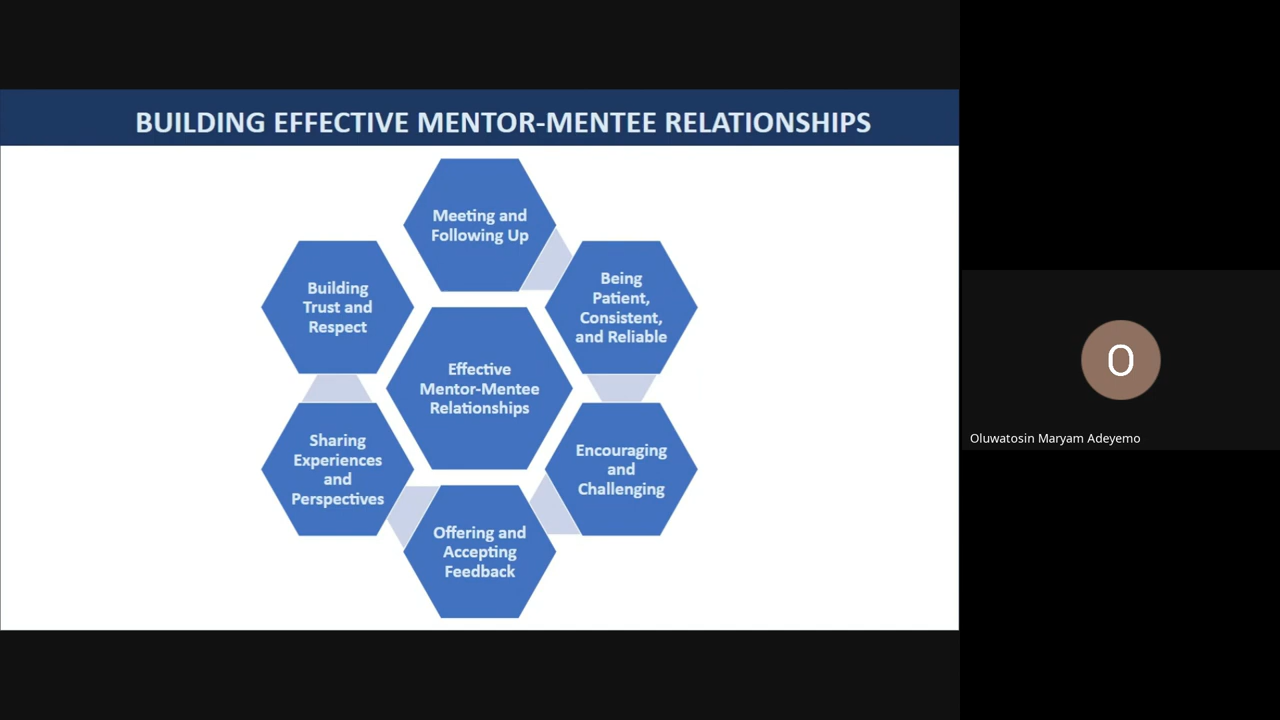 BUILDING EFFECTIVE MENTOR-MENTEE RELATIONSHIPS
Meeting and
Following Up
Being
Patient,
Consistent,
and Reliable
Encouraging
and
Challenging
Offering and
Accepting
Feedback
Sharing
Experiences
and
Perspectives
Building
Trust and
Respect
Effective
Mentor-Mentee
Relationships
O
Oluwatosin Maryam Adeyemo